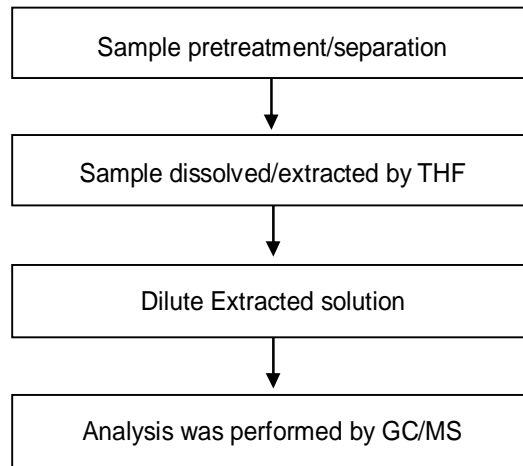 Sample pretreatment/separation
Sample dissolved/extracted by THF
Dilute Extracted solution
Analysis was performed by GC/MS